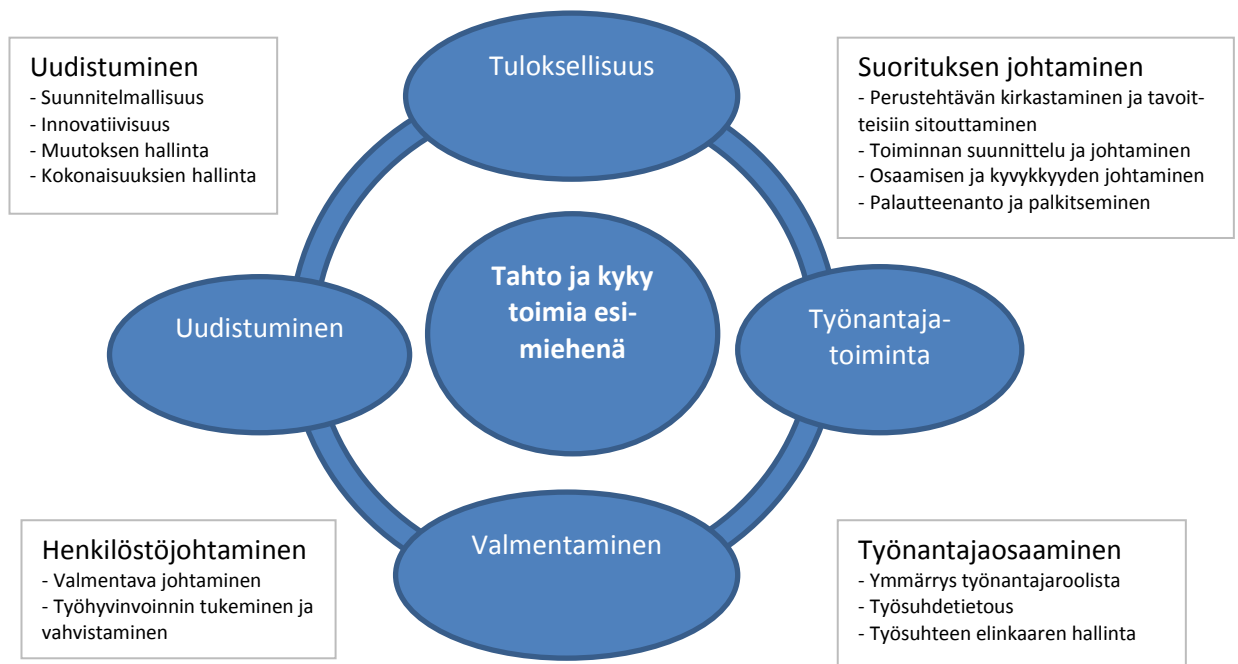 Uudistuminen
- Suunnitelmallisuus
- Innovatiivisuus
- Muutoksen hallinta
- Kokonaisuuksien hallinta
Tuloksellisuus
Suorituksen johtaminen
- Perustehtävän kirkastaminen ja tavoit-
teisiin sitouttaminen
- Toiminnan suunnittelu ja johtaminen
- Osaamisen ja kyvykkyyden johtaminen
- Palautteenanto ja palkitseminen
Uudistuminen
Tahto ja kyky
toimia esi-
miehenä
Työnantaja-
toiminta
Henkilöstöjohtaminen
- Valmentava johtaminen
- Työhyvinvoinnin tukeminen ja
vahvistaminen
Valmentaminen
Työnantajaosaaminen
- Ymmärrys työnantajaroolista
- Työsuhdetietous
- Työsuhteen elinkaaren hallinta